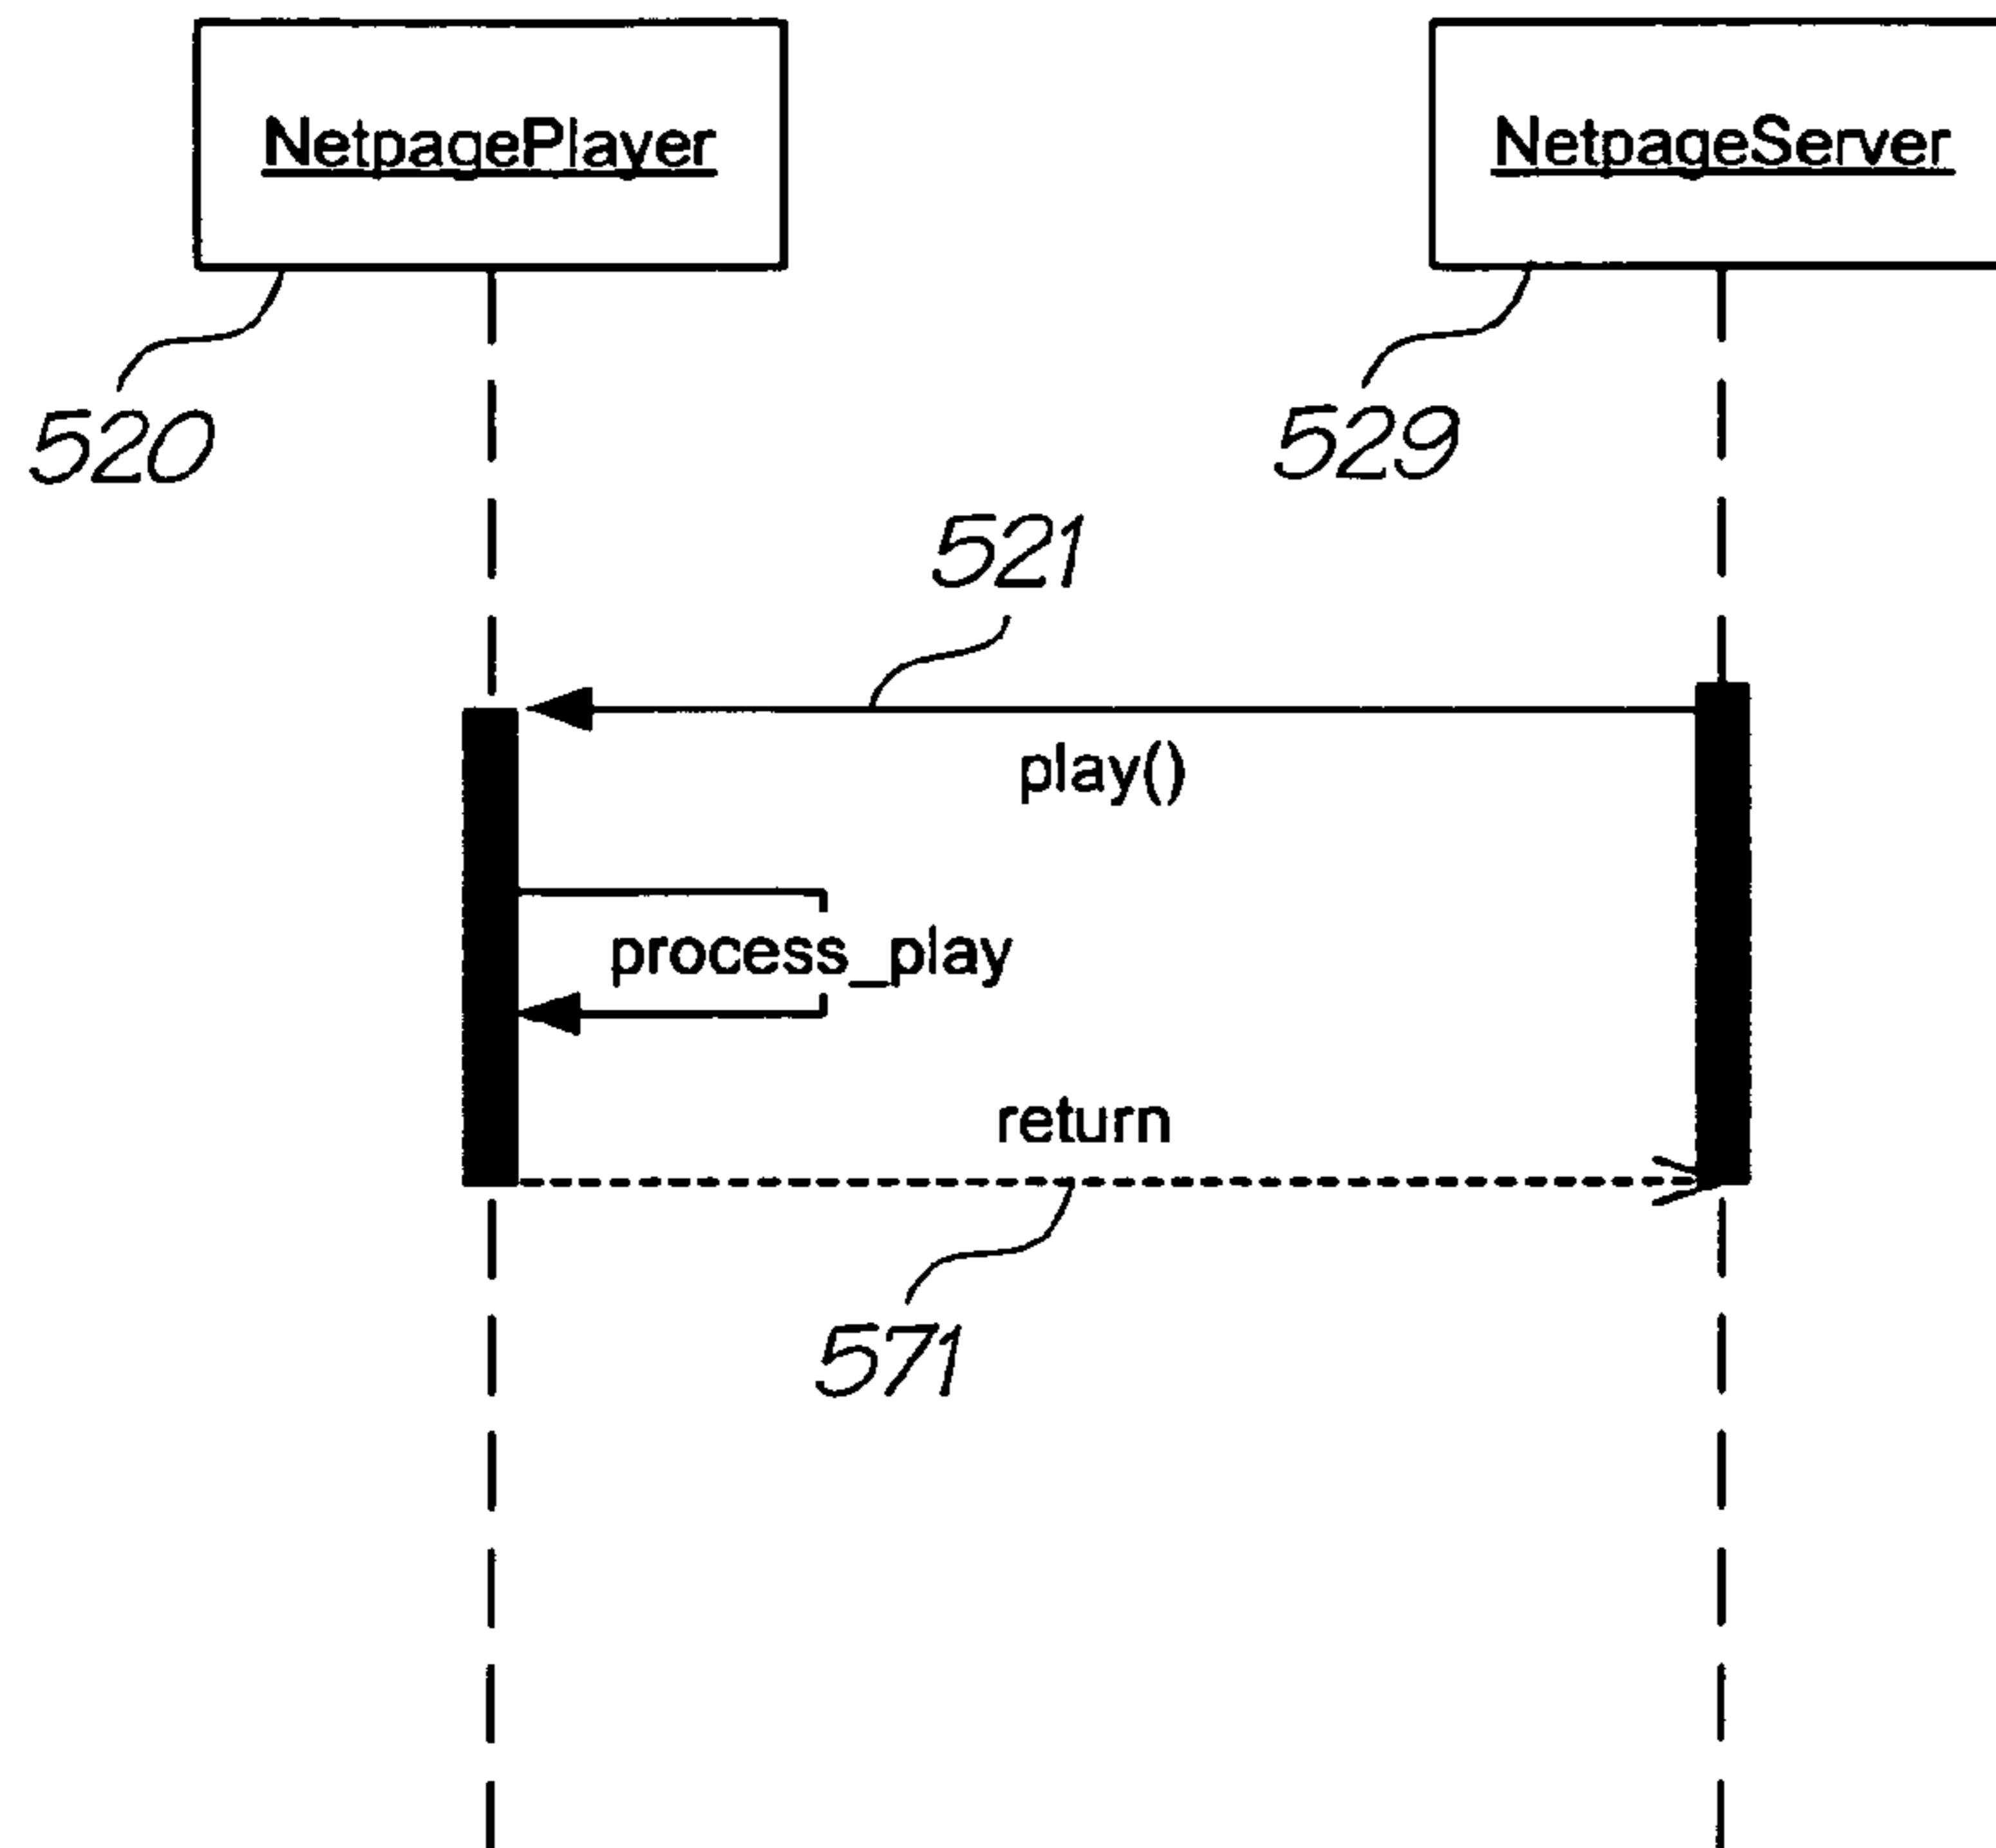 NetpagePlayer
NetpageServer
520
529
521
play()
process_play
return
571